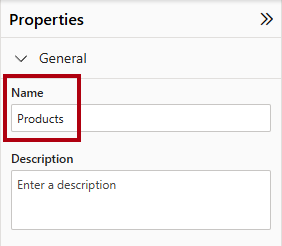 Properties
General
Name
Products
Description
Enter a description